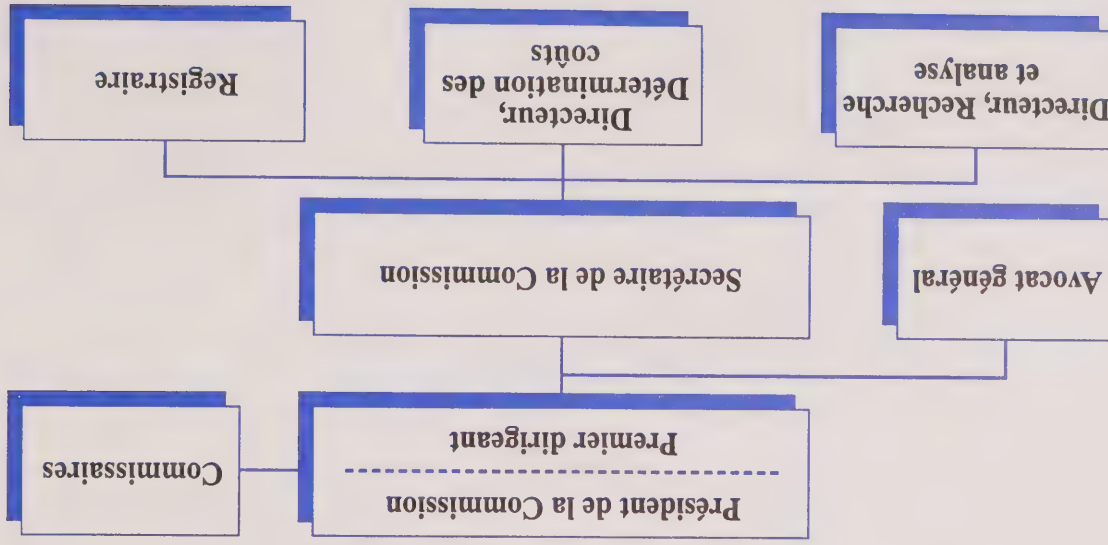 Président de la Commission
Premier dirigeant
Commissaires
Avocat général
Secrétaire de la Commission
Directeur, Recherche
et analyse
Directeur,
Détermination des
coûts
Registraire